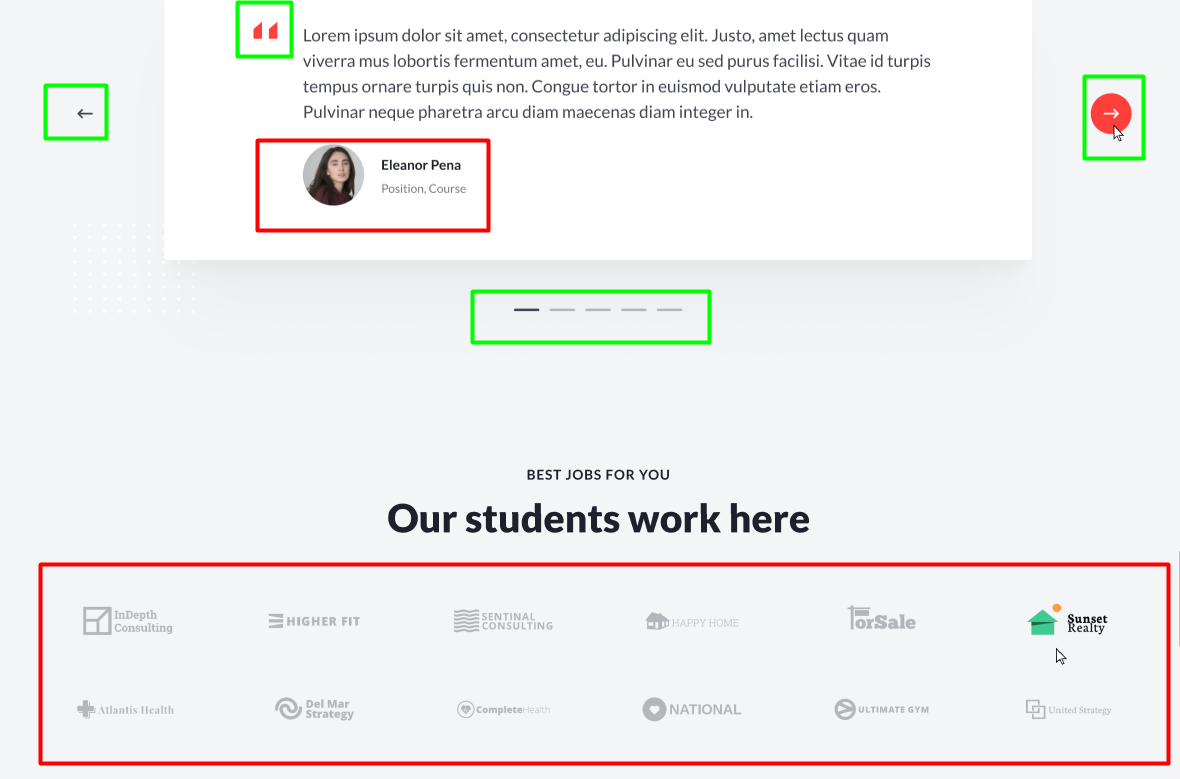 Lorem ipsum dolor sit amet, consectetur adipiscing elit. Justo, amet lectus quam
viverra mus lobortis fermentum amet, eu. Pulvinar eu sed purus facilisi. Vitae id turpis
tempus ornare turpis quis non. Congue tortor in euismod vulputate etiam eros.
Pulvinar neque pharetra arcu diam maecenas diam integer in.
Eleanor Pena
Position, Course
BEST JOBS FOR YOU
Our students work here
InDepth
Consulting
HIGHER FIT
SENTINAL
CONSULTING
HAPPY HOME
forSale
Sunset
Realty
Atlantis Health
Del Mar
Strategy
CompleteHealth
NATIONAL
ULTIMATE GYM
United Strategy